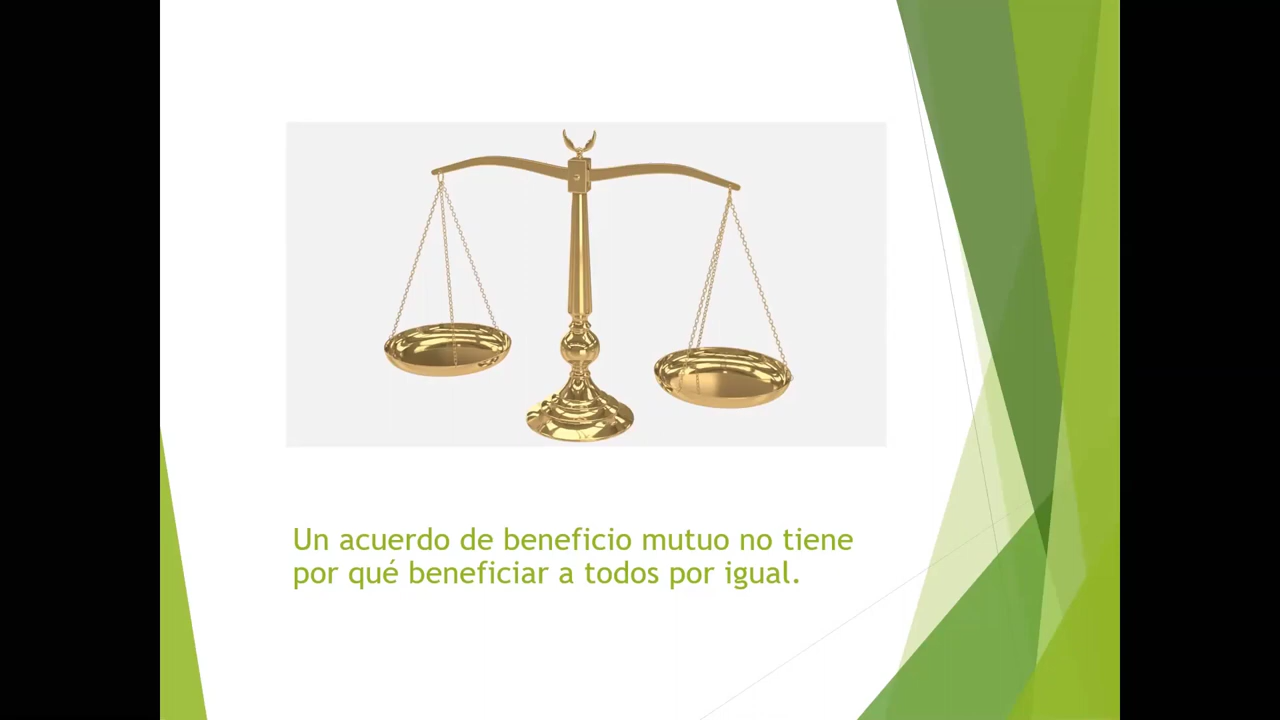 Un acuerdo de beneficio mutuo no tiene
por qué beneficiar a todos por igual.